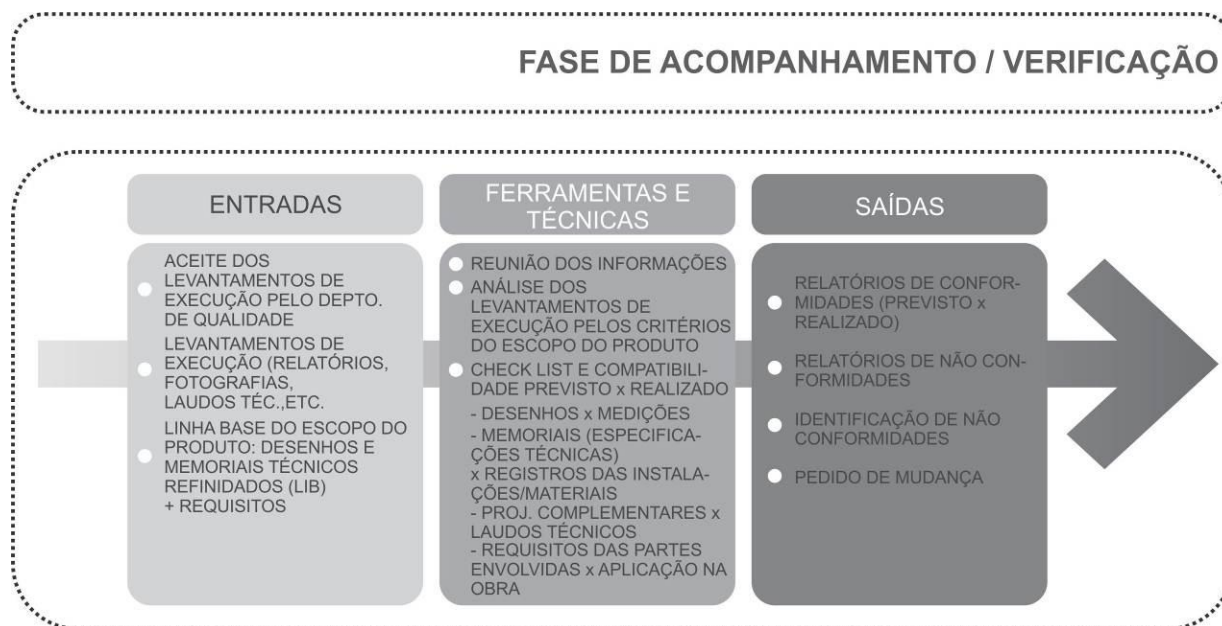 FASE DE ACOMPANHAMENTO / VERIFICAÇÃO
ENTRADAS
ACEITE DOS
LEVANTAMENTOS DE
EXECUÇÃO PELO DEPTO.
DE QUALIDADE
LEVANTAMENTOS DE
EXECUÇÃO (RELATÓRIOS,
FOTOGRAFIAS,
LAUDOS TÉC.,ETC.
LINHA BASE DO ESCOPO DO
PRODUTO: DESENHOS E
MEMORIAIS TÉCNICOS
REFINIDADOS (LIB)
+ REQUISITOS
FERRAMENTAS E
TÉCNICAS
REUNIÃO DOS INFORMAÇÕES
ANÁLISE DOS
LEVANTAMENTOS DE
EXECUÇÃO PELOS CRITÉRIOS
DO ESCOPO DO PRODUTO
CHECK LIST E COMPATIBILI-
DADE PREVISTO x REALIZADO
- DESENHOS x MEDIÇÕES
- MEMORIAIS (ESPECIFICA-
ÇÕES TÉCNICAS)
x REGISTROS DAS INSTALA-
ÇÕES/MATERIAIS
- PROJ. COMPLEMENTARES x
LAUDOS TÉCNICOS
- REQUISITOS DAS PARTES
ENVOLVIDAS x APLICAÇÃO NA
OBRA
SAÍDAS
RELATÓRIOS DE CONFOR-
MIDADES (PREVISTO x
REALIZADO)
RELATÓRIOS DE NÃO CON-
FORMIDADES
IDENTIFICAÇÃO DE NÃO
CONFORMIDADES
PEDIDO DE MUDANÇA